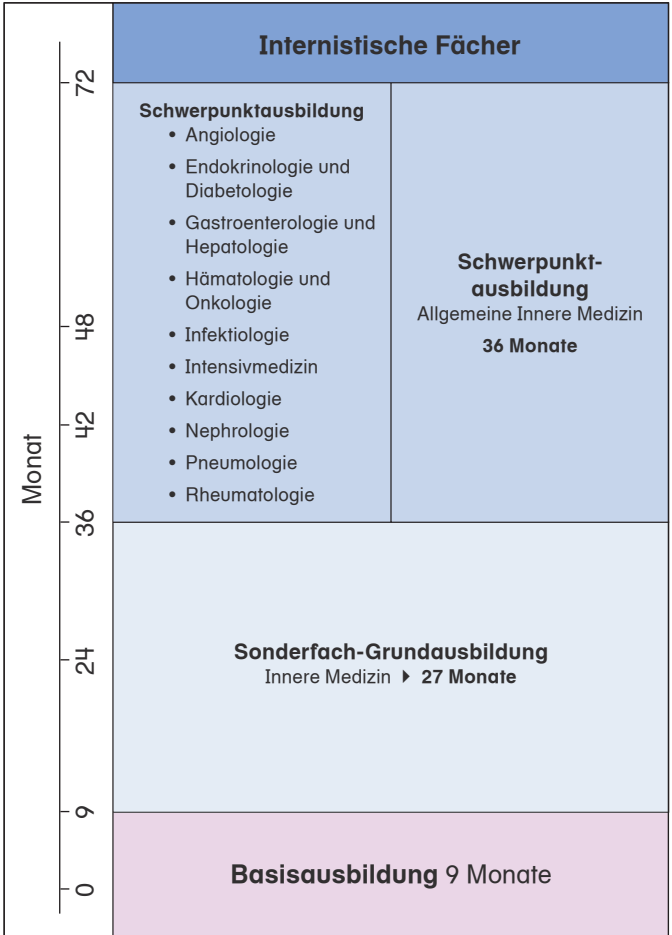 Internistische Fächer
Schwerpunktausbildung
• Angiologie
• Endokrinologie und
Diabetologie
• Gastroenterologie und
Hepatologie
• Hämatologie und
Onkologie
• Infektiologie
• Intensivmedizin
• Kardiologie
• Nephrologie
• Pneumologie
• Rheumatologie
Schwerpunkt-
ausbildung
Allgemeine Innere Medizin
36 Monate
Sonderfach-Grundausbildung
Innere Medizin ▶ 27 Monate
Basisausbildung 9 Monate
Monat
72
48
42
36
24
9
0